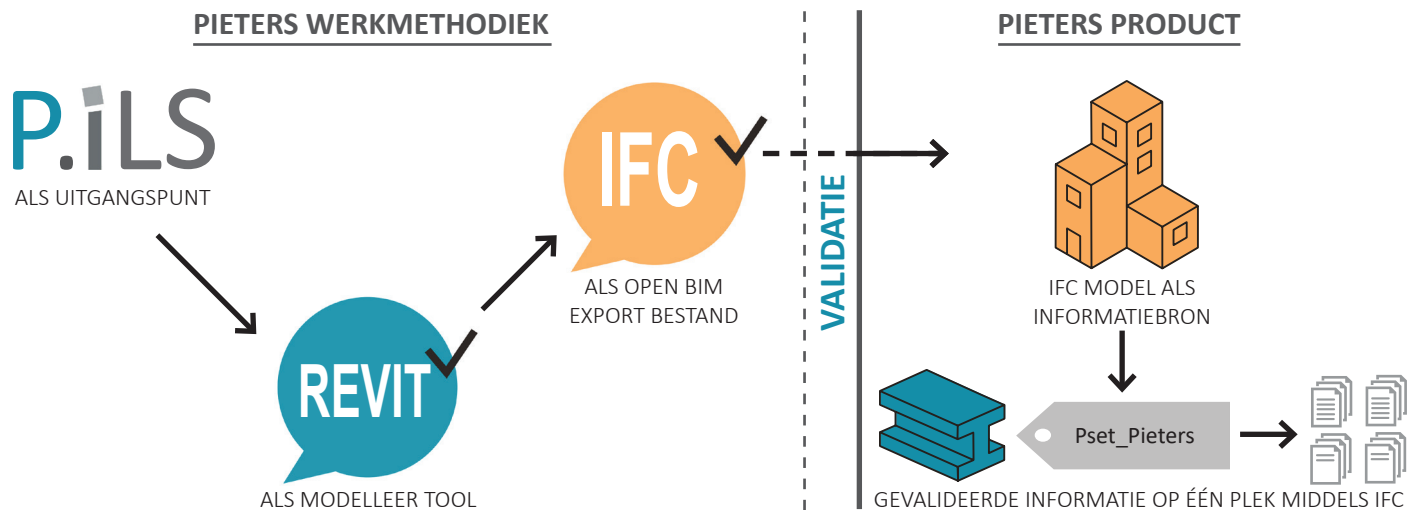 PIETERS WERKMETHODIEK
P.iLS
ALS UITGANGSPUNT
REVIT
ALS MODELLEER TOOL
IFC
ALS OPEN BIM
EXPORT BESTAND
VALIDATIE
PIETERS PRODUCT
IFC MODEL ALS
INFORMATIEBRON
Pset_Pieters
GEVALIDEERDE INFORMATIE OP ÉÉN PLEK MIDDELS IFC